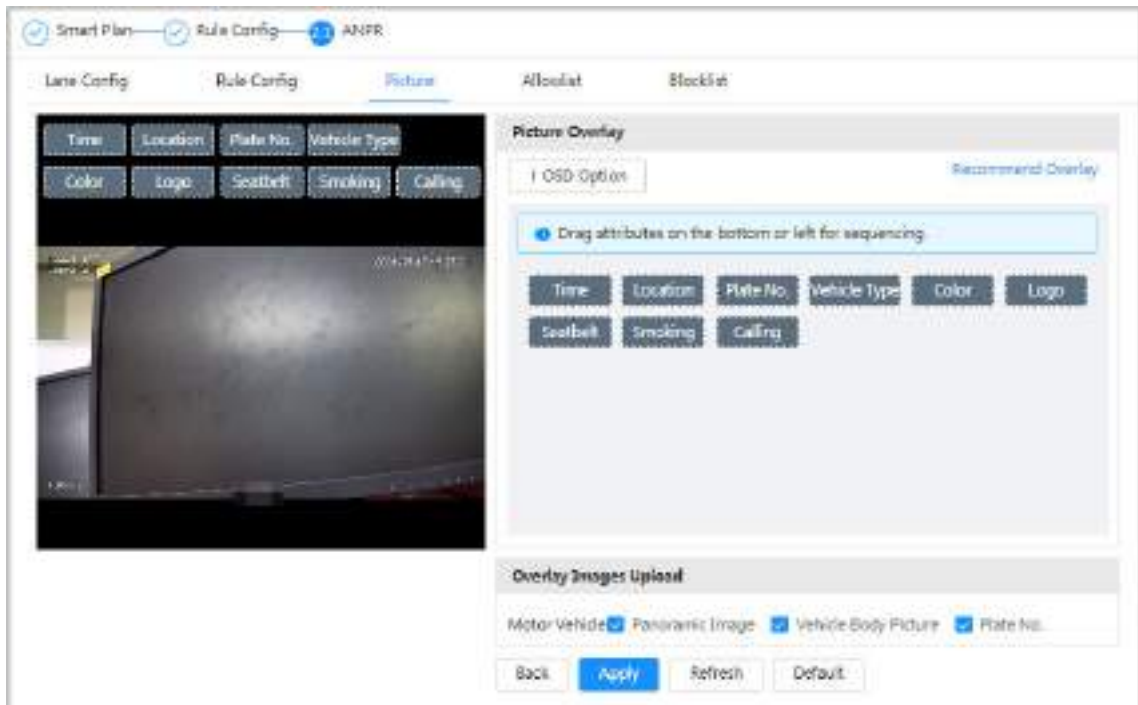 Smart Plan Rule Config 2.1 ANPR
Lane Config Rule Config Picture Allowlist Blocklist
Time Location Plate No. Vehicle Type
Color Logo Seatbelt Smoking Calling
Picture Overlay
OSD Option Recommend Overlay
Drag attributes on the bottom or left for sequencing.
Time Location Plate No. Vehicle Type Color Logo
Seatbelt Smoking Calling
Overlay Images Upload
Motor Vehicle Panoramic Image Vehicle Body Picture Plate No.
Back Apply Refresh Default